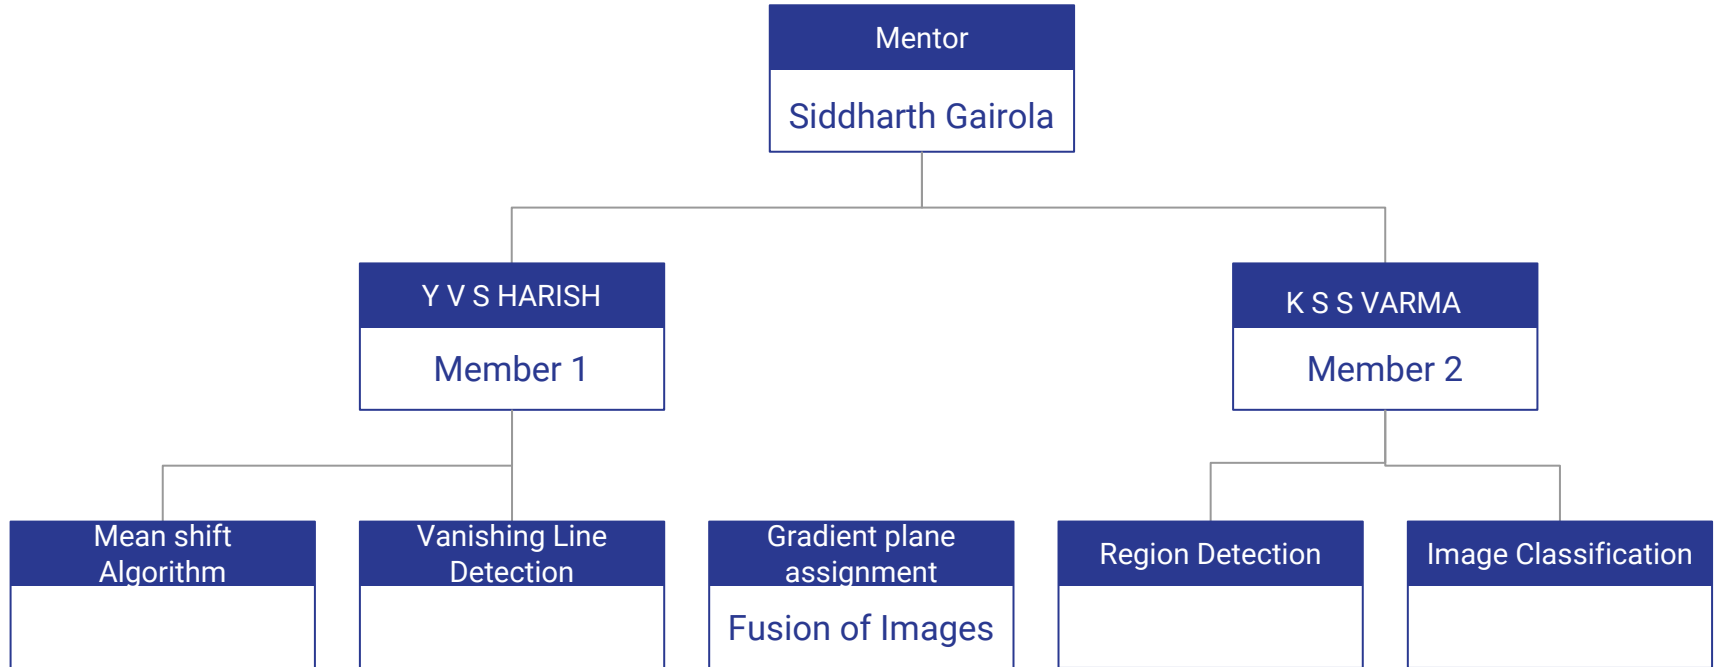 Mentor
Siddharth Gairola
Y V S HARISH
Member 1
K S S VARMA
Member 2
Mean shift
Algorithm
Vanishing Line
Detection
Gradient plane
assignment
Fusion of Images
Region Detection
Image Classification